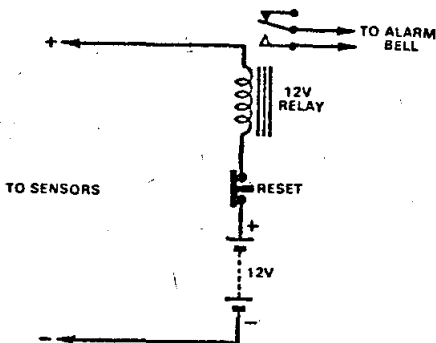 TO ALARM
BELL
+
12V
RELAY
TO SENSORS
RESET
+
12V
-
-